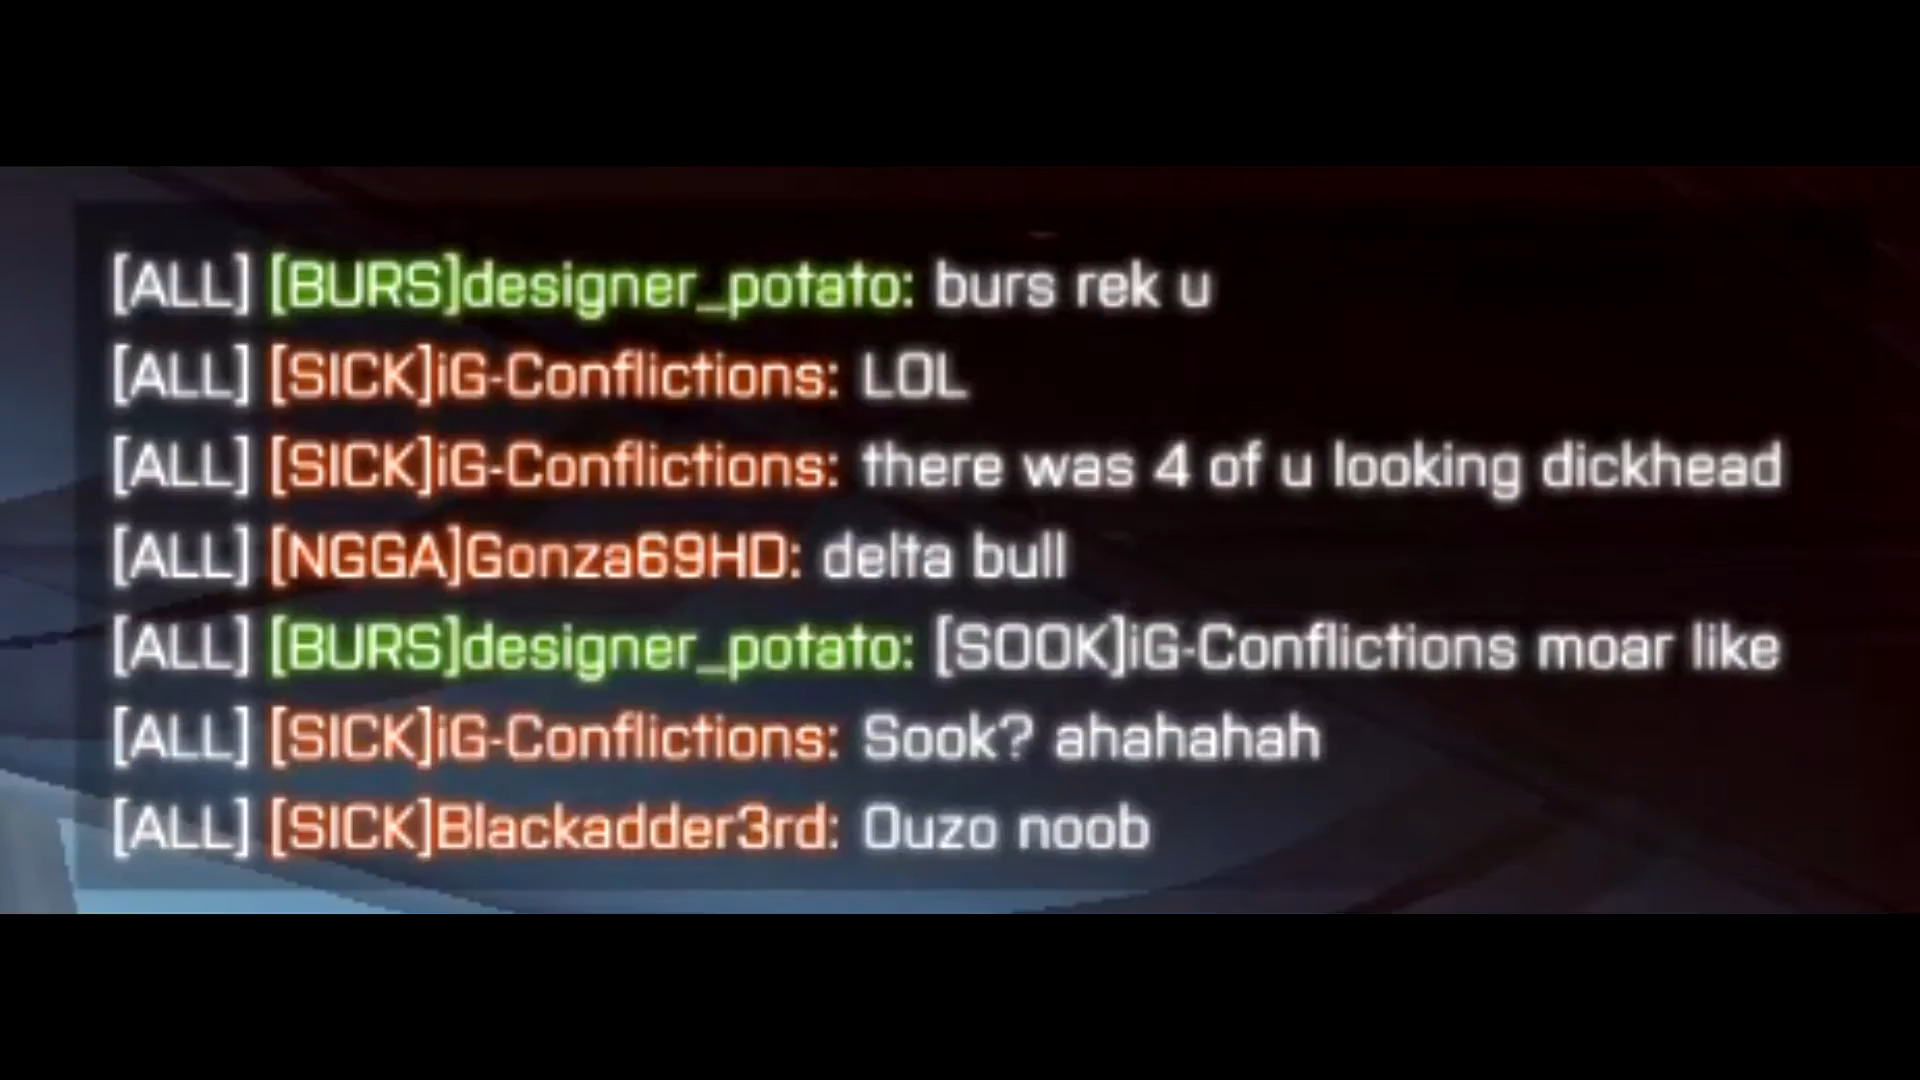 [ALL] [BURS]designer_potato: burs rek u
[ALL] [SICK]iG-Conflictions: LOL
[ALL] [SICK]iG-Conflictions: there was 4 of u looking dickhead
[ALL] [NGGA]Gonza69HD: delta bull
[ALL] [BURS]designer_potato: [SOOK]iG-Conflictions moar like
[ALL] [SICK]iG-Conflictions: Sook? ahahahah
[ALL] [SICK]Blackadder3rd: Ouzo noob